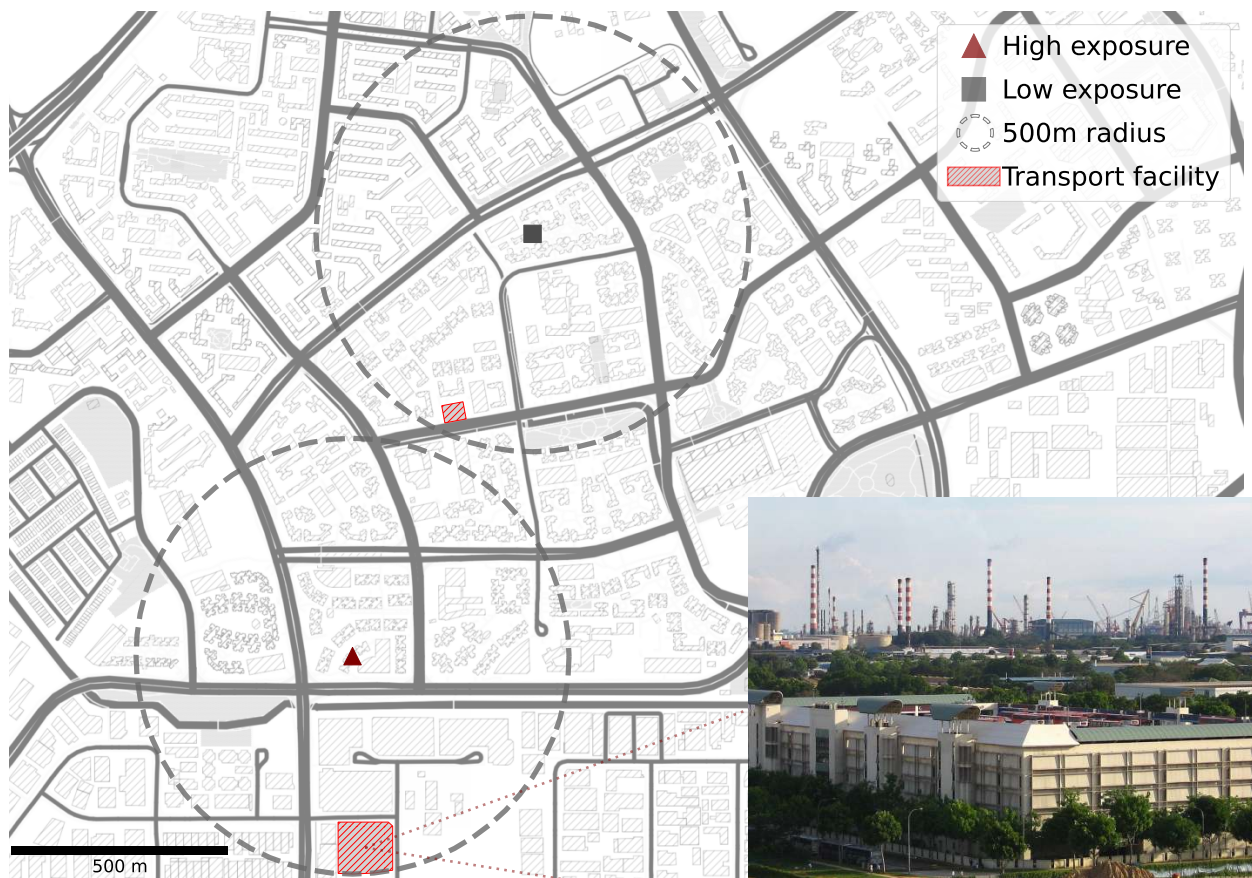 High exposure
Low exposure
500m radius
Transport facility
500 m